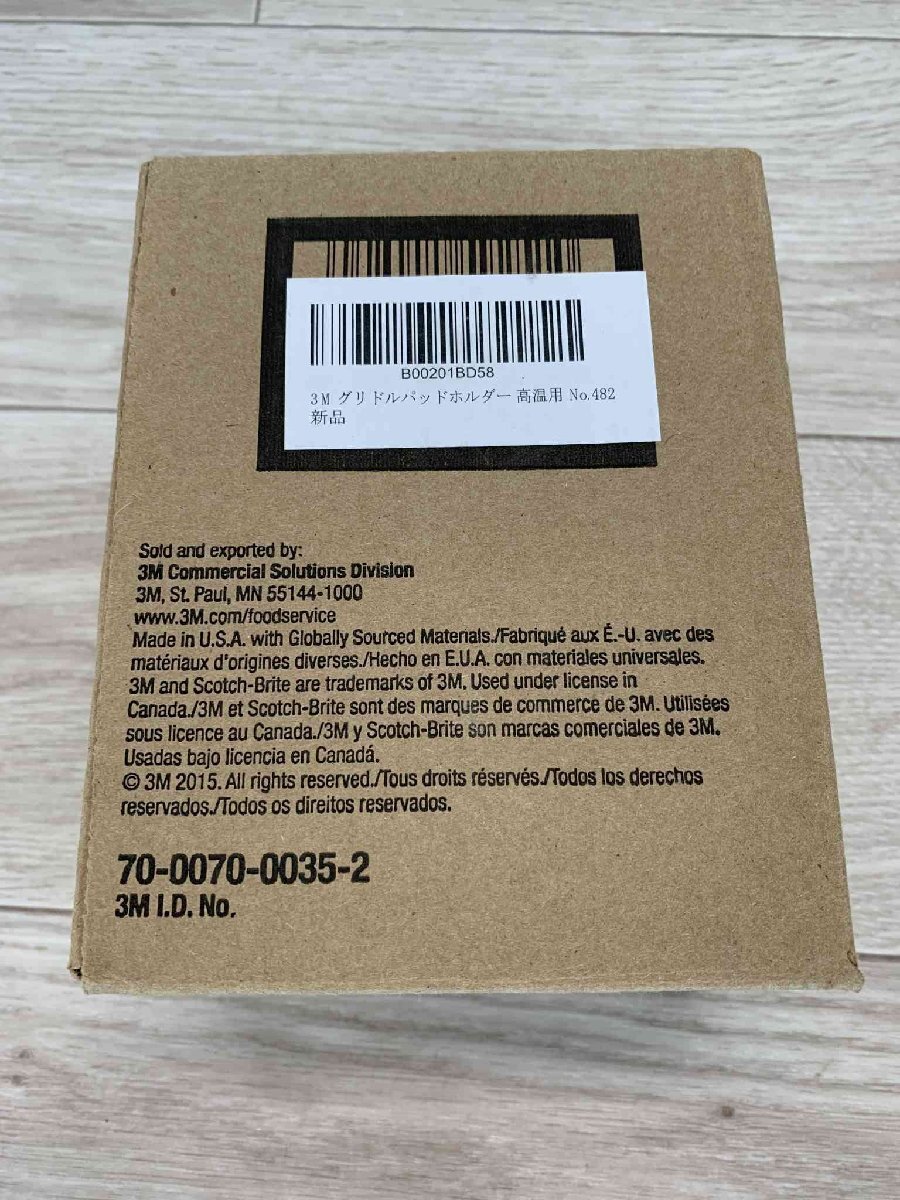 B00201BD58
3M グリドルパッドホルダー 高温用 No.482
新品
Sold and exported by:
3M Commercial Solutions Division
3M, St. Paul, MN 55144-1000
www.3M.com/foodservice
Made in U.S.A. with Globally Sourced Materials./Fabriqué aux É.-U. avec des
matériaux d'origines diverses./Hecho en E.U.A. con materiales universales.
3M and Scotch-Brite are trademarks of 3M. Used under license in
Canada./3M et Scotch-Brite sont des marques de commerce de 3M. Utilisées
sous licence au Canada./3M y Scotch-Brite son marcas comerciales de 3M.
Usadas bajo licencia en Canadá.
© 3M 2015. All rights reserved./Tous droits réservés./Todos los derechos
reservados./Todos os direitos reservados.
70-0070-0035-2
3M I.D. No.